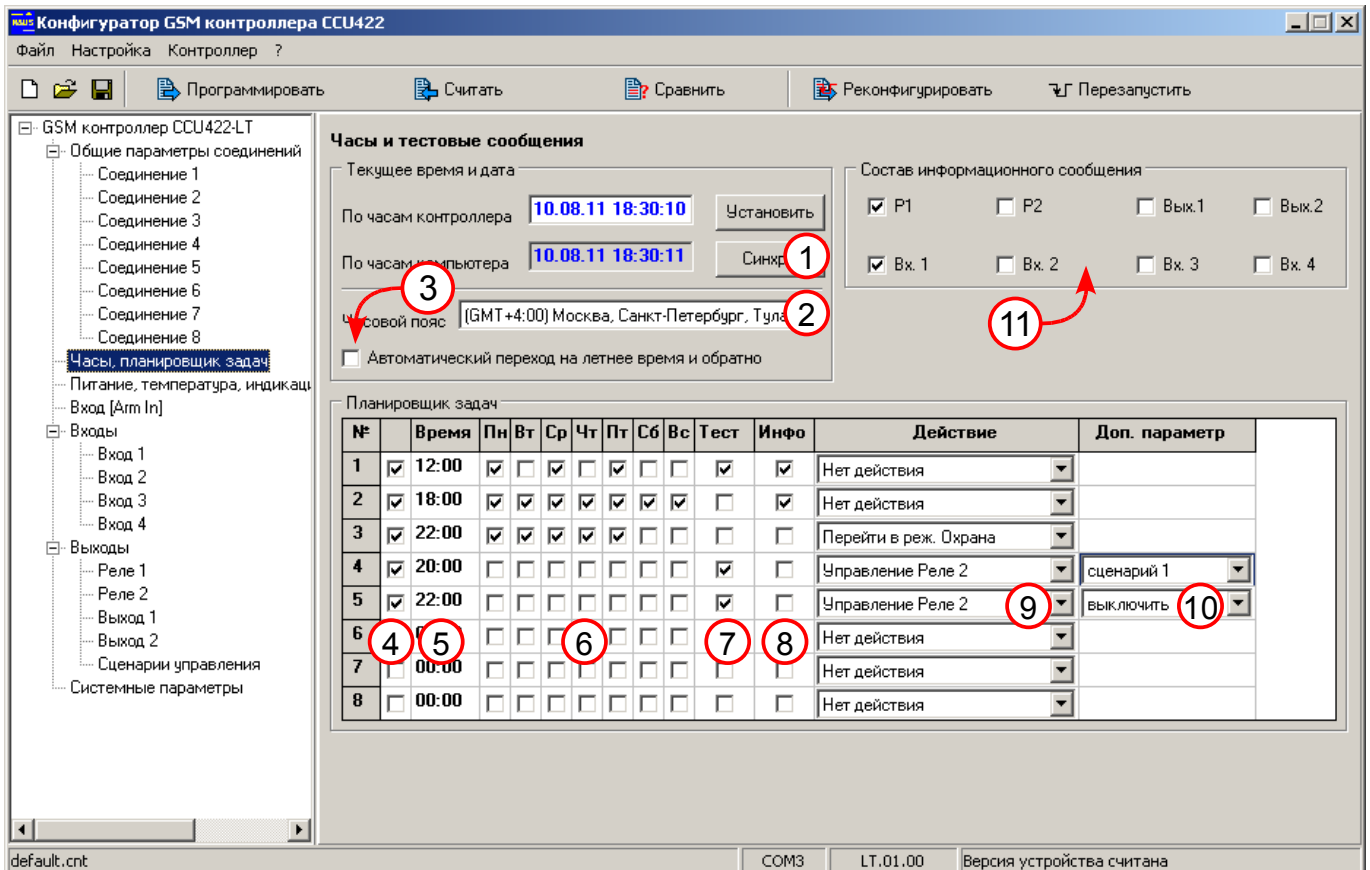 Конфигуратор GSM контроллера CCU422
Файл Настройка Контроллер ?
Программировать Считать Сравнить Реконфигурировать Перезапустить
GSM контроллер CCU422-LT
Общие параметры соединений
Соединение 1
Соединение 2
Соединение 3
Соединение 4
Соединение 5
Соединение 6
Соединение 7
Соединение 8
Часы, планировщик задач
Питание, температура, индикаци
Вход [Arm In]
Входы
Вход 1
Вход 2
Вход 3
Вход 4
Выходы
Реле 1
Реле 2
Выход 1
Выход 2
Сценарии управления
Системные параметры
Часы и тестовые сообщения
Текущее время и дата
По часам контроллера 10.08.11 18:30:10 Установить
По часам компьютера 10.08.11 18:30:11 Синхр 1
3
Часовой пояс (GMT+4:00) Москва, Санкт-Петербург, Тула 2
Автоматический переход на летнее время и обратно
Состав информационного сообщения
P1 P2 Вых.1 Вых.2
Вх. 1 Вх. 2 Вх. 3 Вх. 4
11
Планировщик задач
№ Время Пн Вт Ср Чт Пт Сб Вс Тест Инфо Действие Доп. параметр
1 12:00 Нет действия
2 18:00 Нет действия
3 22:00 Перейти в реж. Охрана
4 20:00 Управление Реле 2 сценарий 1
5 22:00 Управление Реле 2 9 выключить 10
6 4 5 6 7 8 Нет действия
7 00:00 Нет действия
8 00:00 Нет действия
default.cnt COM3 LT.01.00 Версия устройства считана